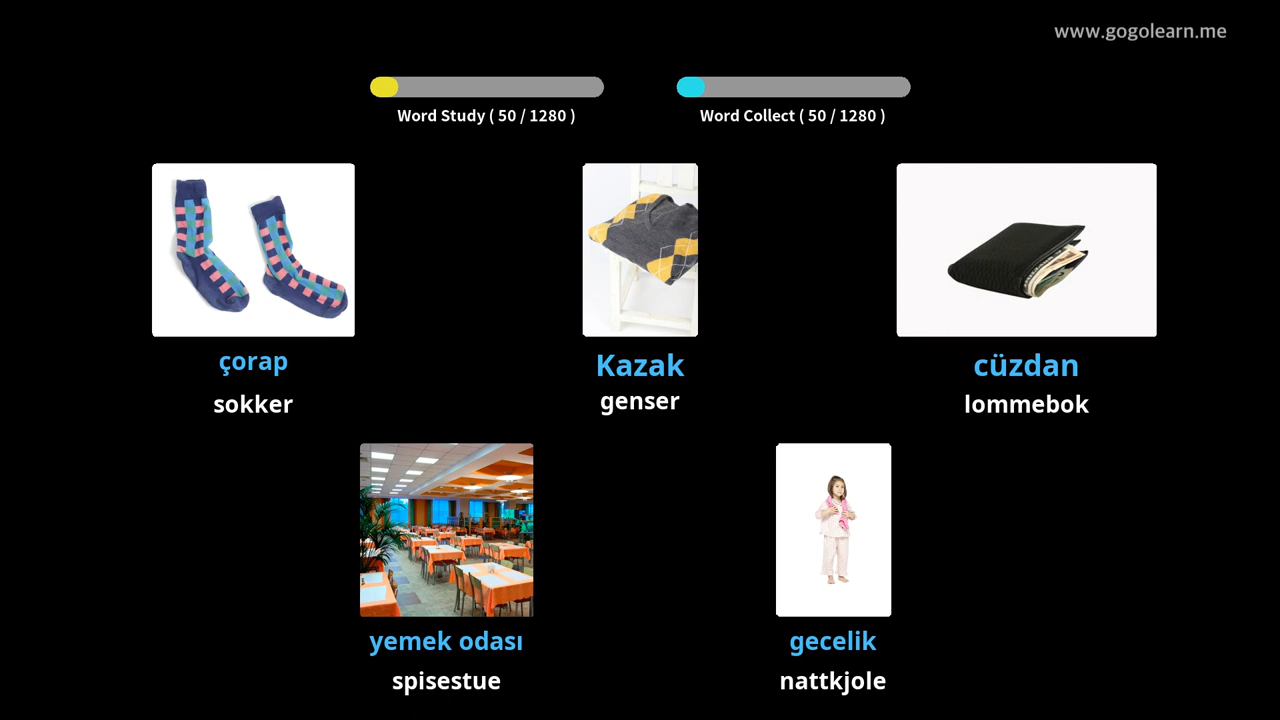 www.gogolearn.me
Word Study ( 50 / 1280 )
Word Collect ( 50 / 1280 )
çorap
sokker
Kazak
genser
cüzdan
lommebok
yemek odası
spisestue
gecelik
nattkjole